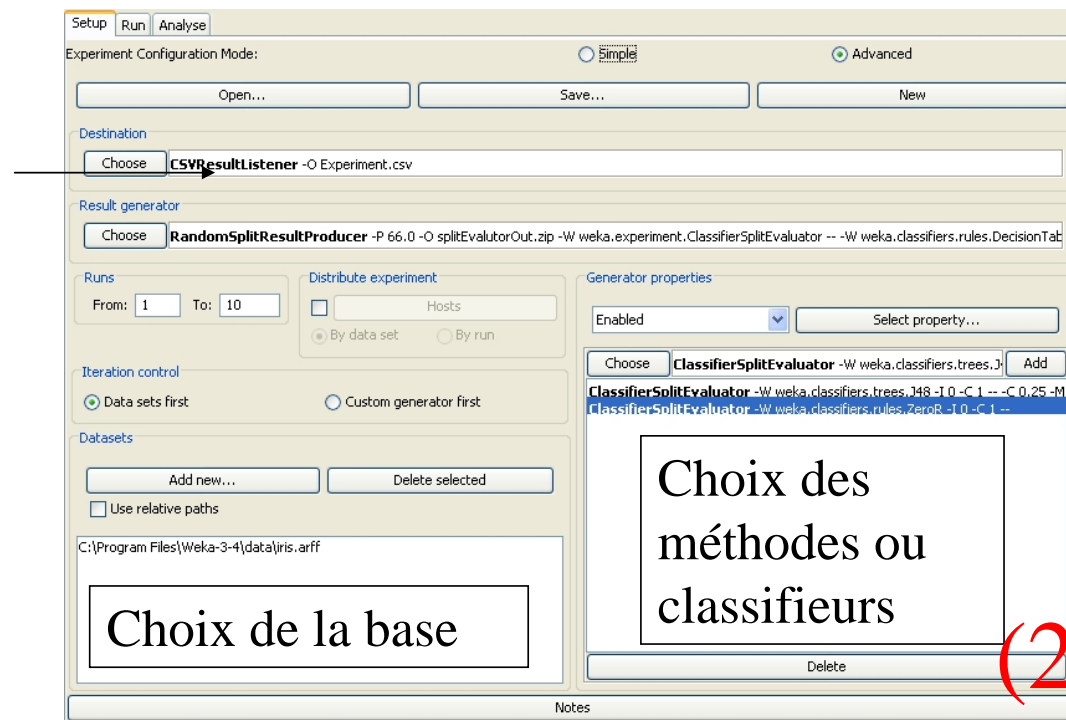 Setup Run Analyse
Experiment Configuration Mode: Simple Advanced
Open... Save... New
Destination
Choose CSVResultListener -O Experiment.csv
Result generator
Choose RandomSplitResultProducer -P 66.0 -O splitEvalutorOut.zip -W weka.experiment.ClassifierSplitEvaluator -- -W weka.classifiers.rules.DecisionTab
Runs
From: 1 To: 10
Distribute experiment
Hosts
By data set By run
Generator properties
Enabled Select property...
Choose ClassifierSplitEvaluator -W weka.classifiers.trees.J Add
ClassifierSplitEvaluator -W weka.classifiers.trees.J48 -I 0 -C 1 -- -C 0.25 -M
ClassifierSplitEvaluator -W weka.classifiers.rules.ZeroR -I 0 -C 1 --
Iteration control
Data sets first Custom generator first
Datasets
Add new... Delete selected
Use relative paths
C:\Program Files\Weka-3-4\data\iris.arff
Choix de la base
Choix des
méthodes ou
classifieurs
(2
Delete
Notes